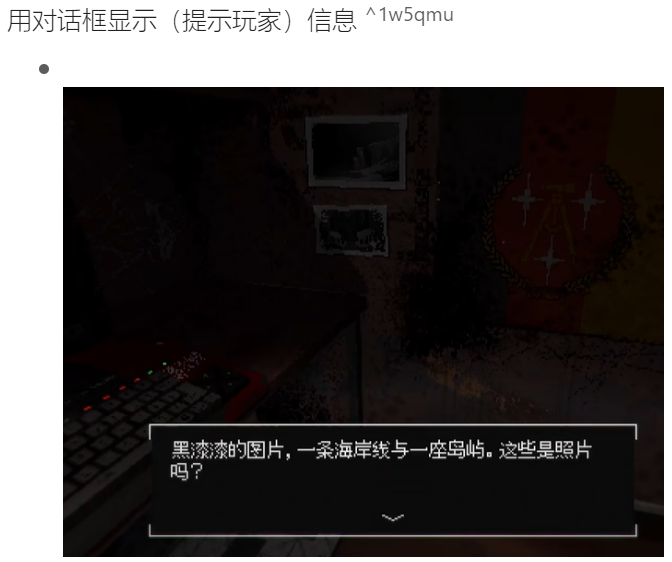 用对话框显示（提示玩家）信息 ^1w5qmu
黑漆漆的图片，一条海岸线与一座岛屿。这些是照片
吗？